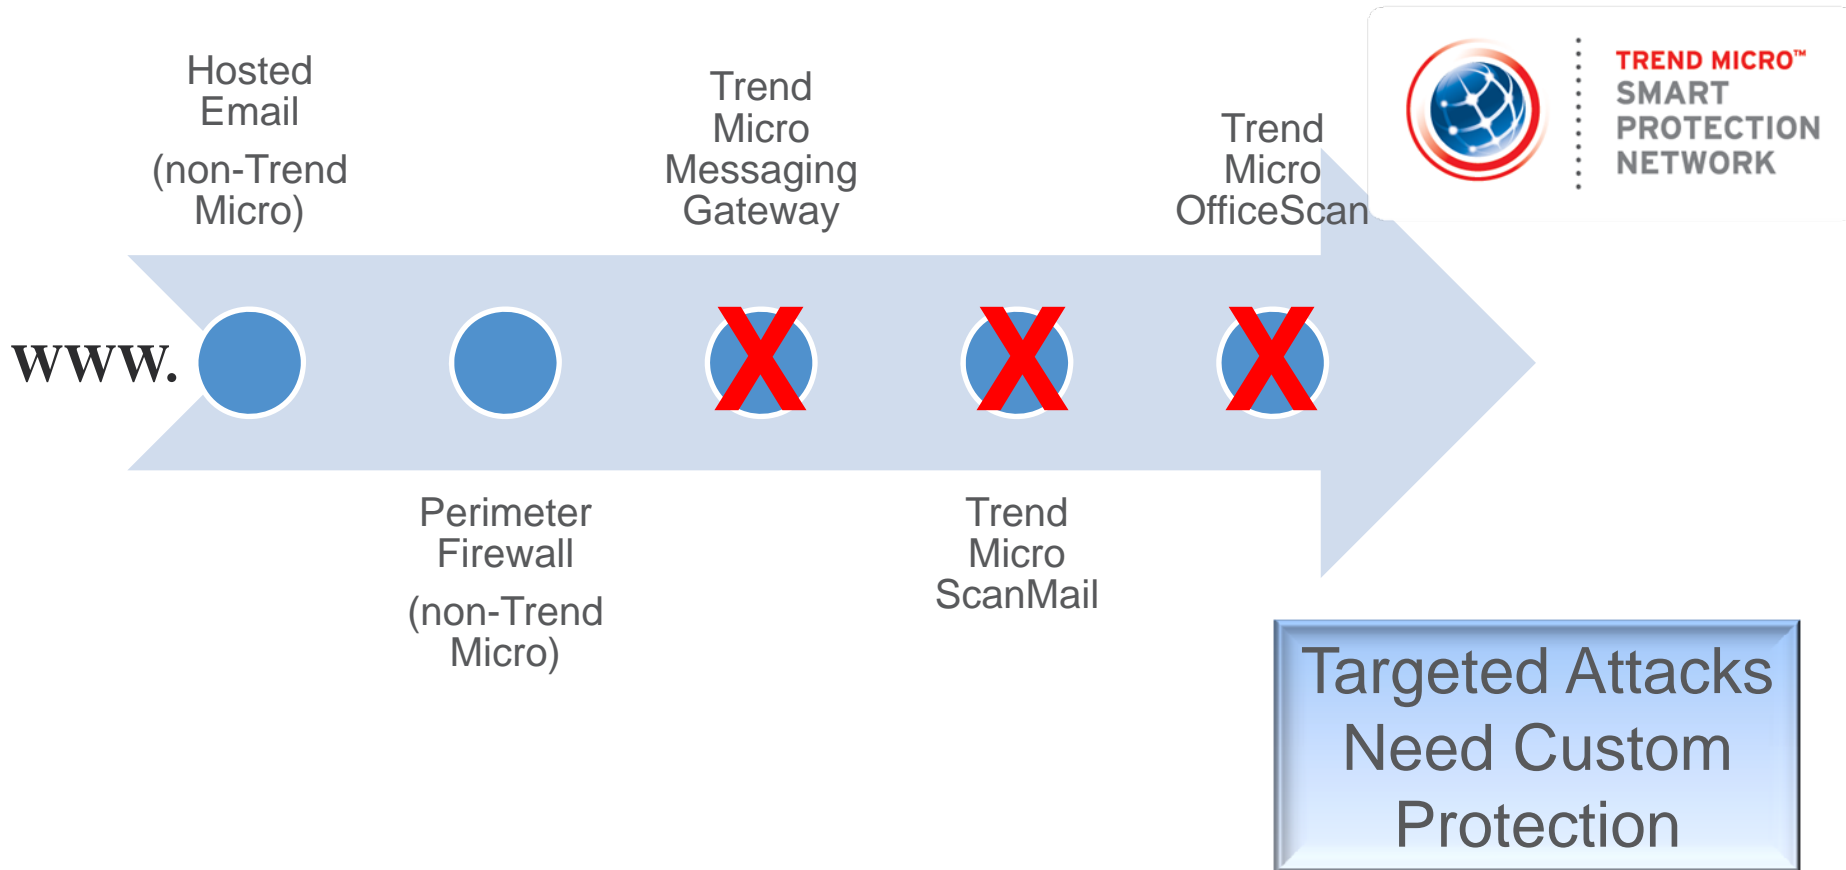 Hosted
Email
(non-Trend
Micro)
Trend
Micro
Messaging
Gateway
Trend
Micro
OfficeScan
TREND MICRO™
SMART
PROTECTION
NETWORK
www.
X
X
X
Perimeter
Firewall
(non-Trend
Micro)
Trend
Micro
ScanMail
Targeted Attacks
Need Custom
Protection